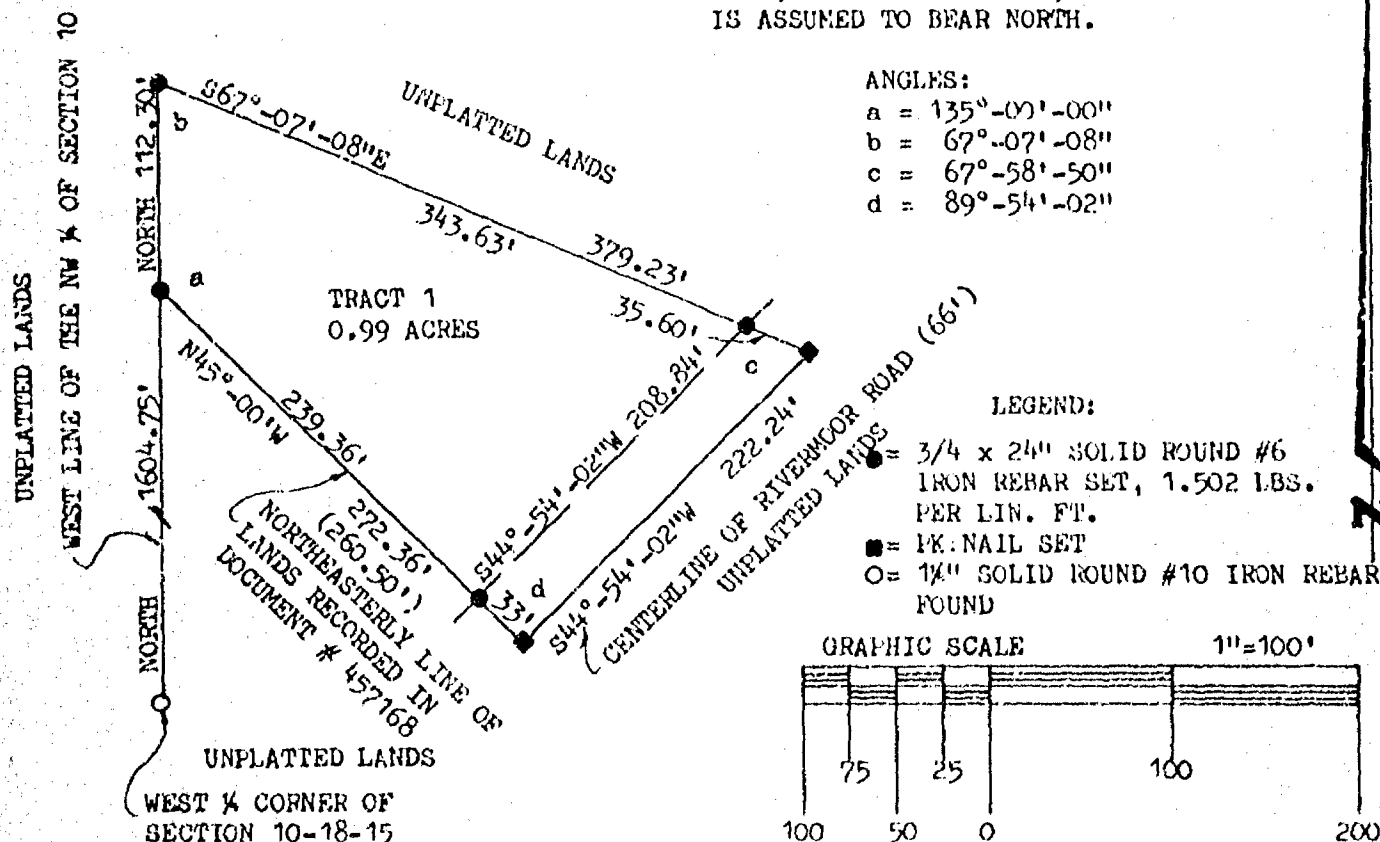 IS ASSUMED TO BEAR NORTH.
ANGLES:
a = 135°-00'-00"
b = 67°-07'-08"
c = 67°-58'-50"
d = 89°-54'-02"
UNPLATTED LANDS
WEST LINE OF THE NW ¼ OF SECTION 10
NORTH 112.30'
b
S67°-07'-08"E
UNPLATTED LANDS
343.63'
379.23'
35.60'
c
a
TRACT 1
0.99 ACRES
N45°-00'W
239.36'
272.36'
(260.50')
NORTHEASTERLY LINE OF
LANDS RECORDED IN
DOCUMENT # 457168
S44°-54'-02"W 208.84'
222.24'
S44°-54'-02"W
CENTERLINE OF RIVERMOOR ROAD (66')
UNPLATTED LANDS
33'
d
1604.75'
NORTH
UNPLATTED LANDS
WEST ¼ CORNER OF
SECTION 10-18-15
LEGEND:
= 3/4 x 24" SOLID ROUND #6
IRON REBAR SET, 1.502 LBS.
PER LIN. FT.
= PK NAIL SET
O= 1¼" SOLID ROUND #10 IRON REBAR
FOUND
GRAPHIC SCALE 1"=100'
75 25 100
100 50 0 200